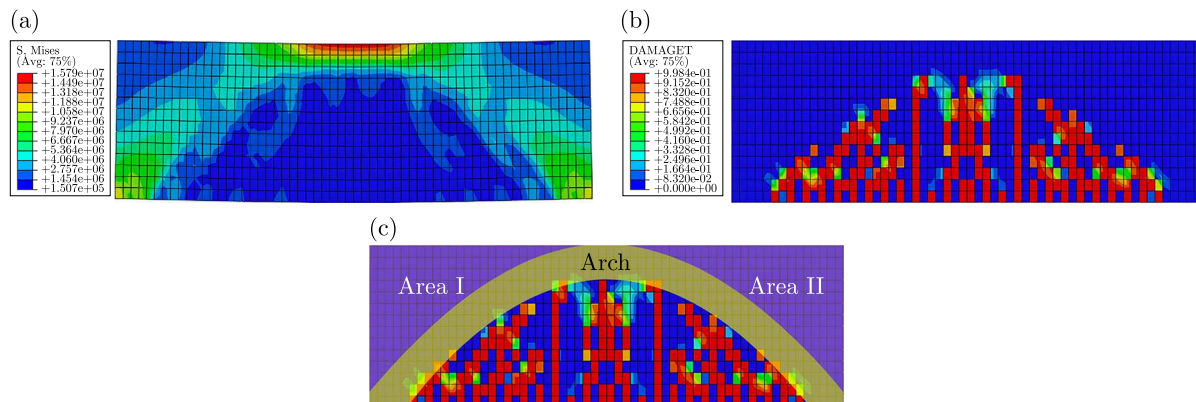 (a)
S, Mises
(Avg: 75%)
+1.579e+07
+1.449e+07
+1.318e+07
+1.188e+07
+1.058e+07
+9.237e+06
+7.970e+06
+6.667e+06
+5.364e+06
+4.060e+06
+2.757e+06
+1.454e+06
+1.507e+05
(b)
DAMAGET
(Avg: 75%)
+9.984e-01
+9.152e-01
+8.320e-01
+7.488e-01
+6.656e-01
+5.842e-01
+4.992e-01
+4.160e-01
+3.328e-01
+2.496e-01
+1.664e-01
+8.320e-02
+0.000e+00
(c)
Arch
Area I
Area II